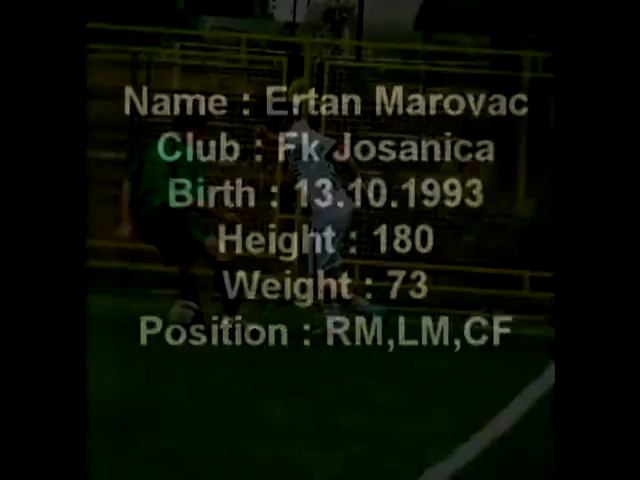 Name : Ertan Marovac
Club : Fk Josanica
Birth : 13.10.1993
Height : 180
Weight : 73
Position : RM,LM,CF